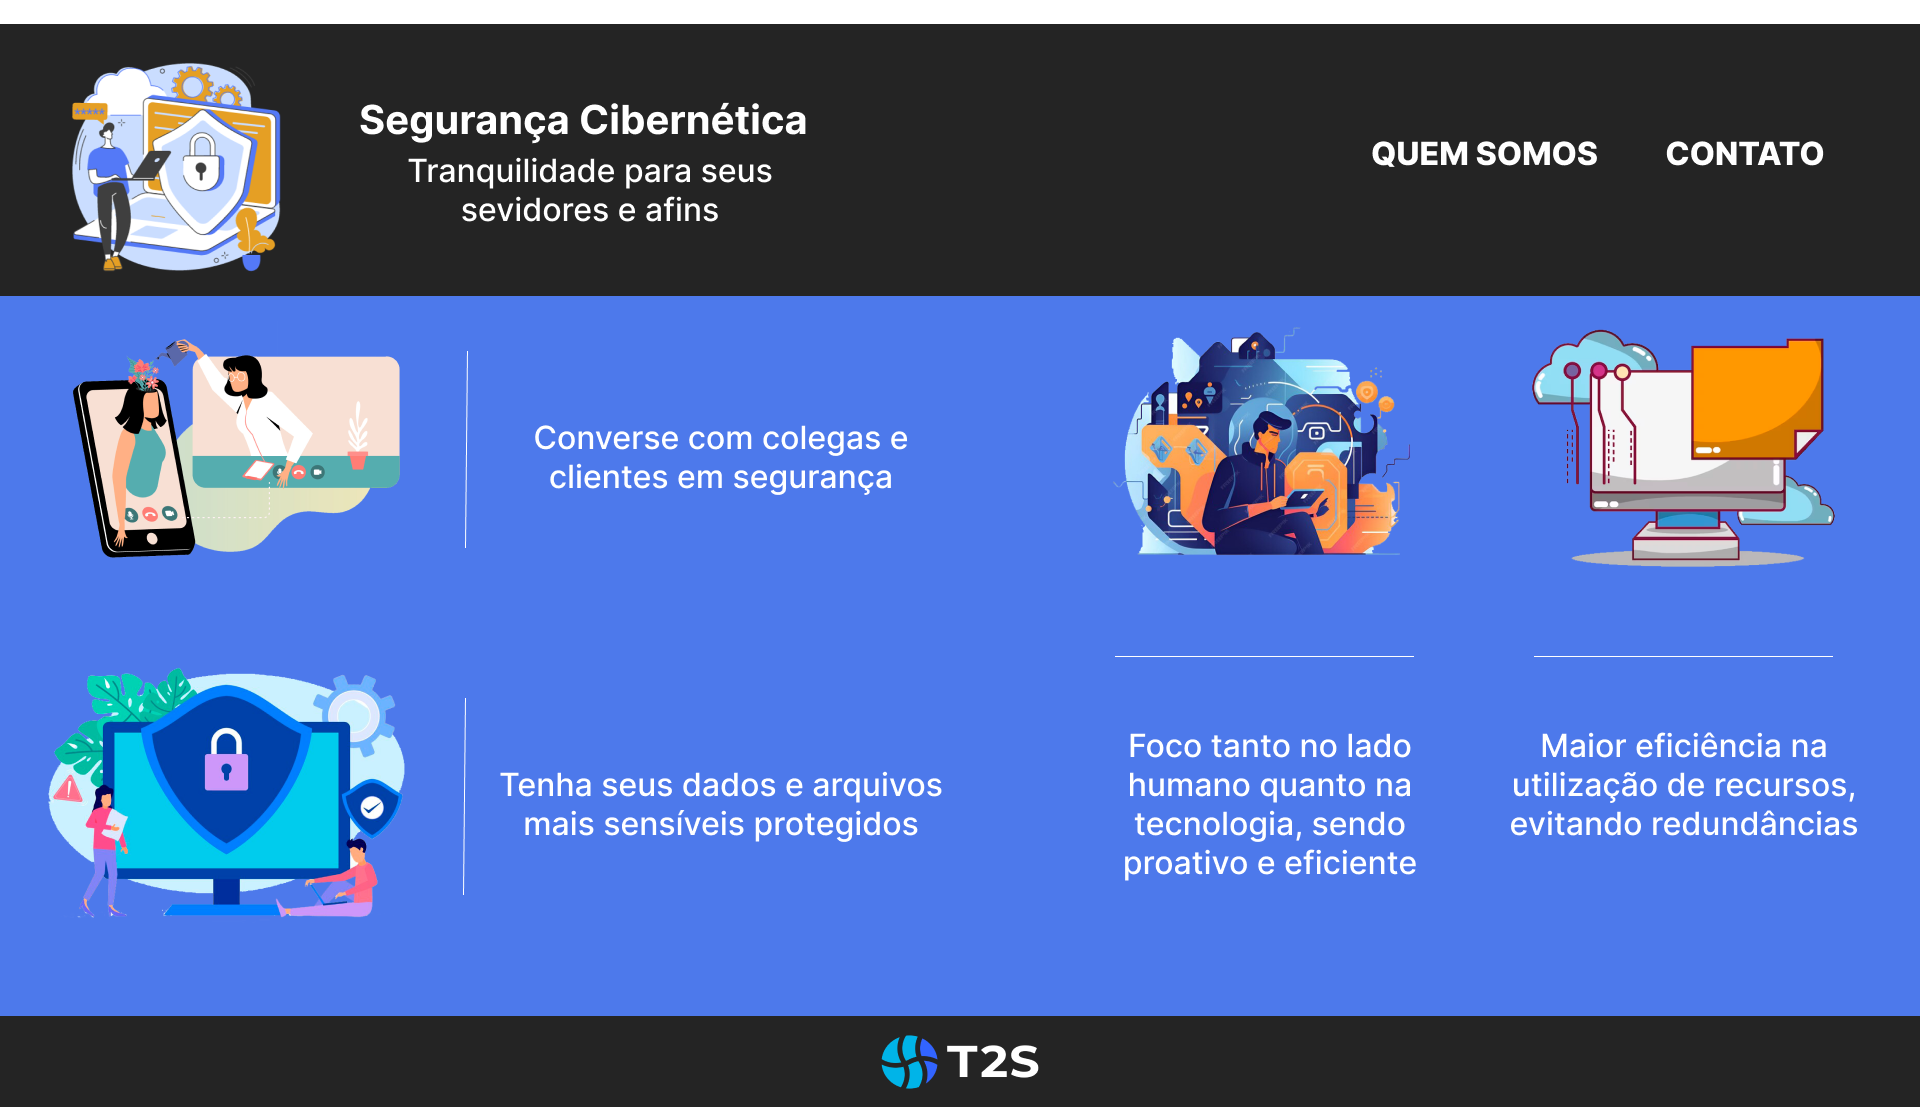 Segurança Cibernética
Tranquilidade para seus
sevidores e afins
QUEM SOMOS
CONTATO
Converse com colegas e
clientes em segurança
Tenha seus dados e arquivos
mais sensíveis protegidos
Foco tanto no lado
humano quanto na
tecnologia, sendo
proativo e eficiente
Maior eficiência na
utilização de recursos,
evitando redundâncias
T2S